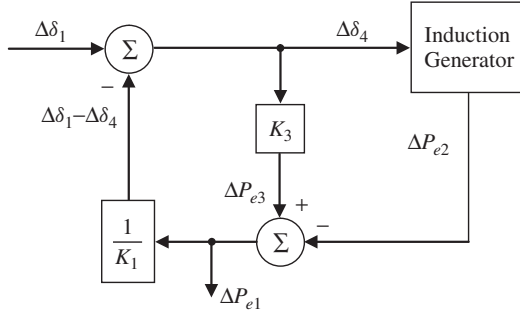 Δδ1
Σ
Δδ4
Induction
Generator
−
Δδ1−Δδ4
K3
ΔPe2
ΔPe3
+
−
1
K1
Σ
ΔPe1